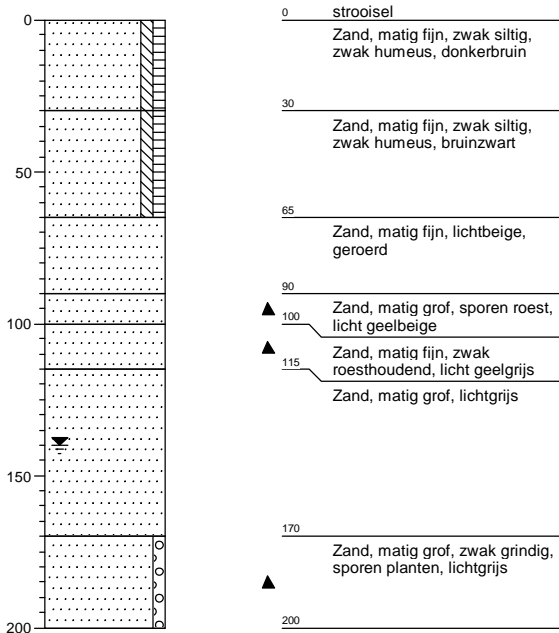 0
50
100
150
200
0
strooisel
Zand, matig fijn, zwak siltig,
zwak humeus, donkerbruin
30
Zand, matig fijn, zwak siltig,
zwak humeus, bruinzwart
65
Zand, matig fijn, lichtbeige,
geroerd
90
Zand, matig grof, sporen roest,
licht geelbeige
100
Zand, matig fijn, zwak
roesthoudend, licht geelgrijs
115
Zand, matig grof, lichtgrijs
170
Zand, matig grof, zwak grindig,
sporen planten, lichtgrijs
200